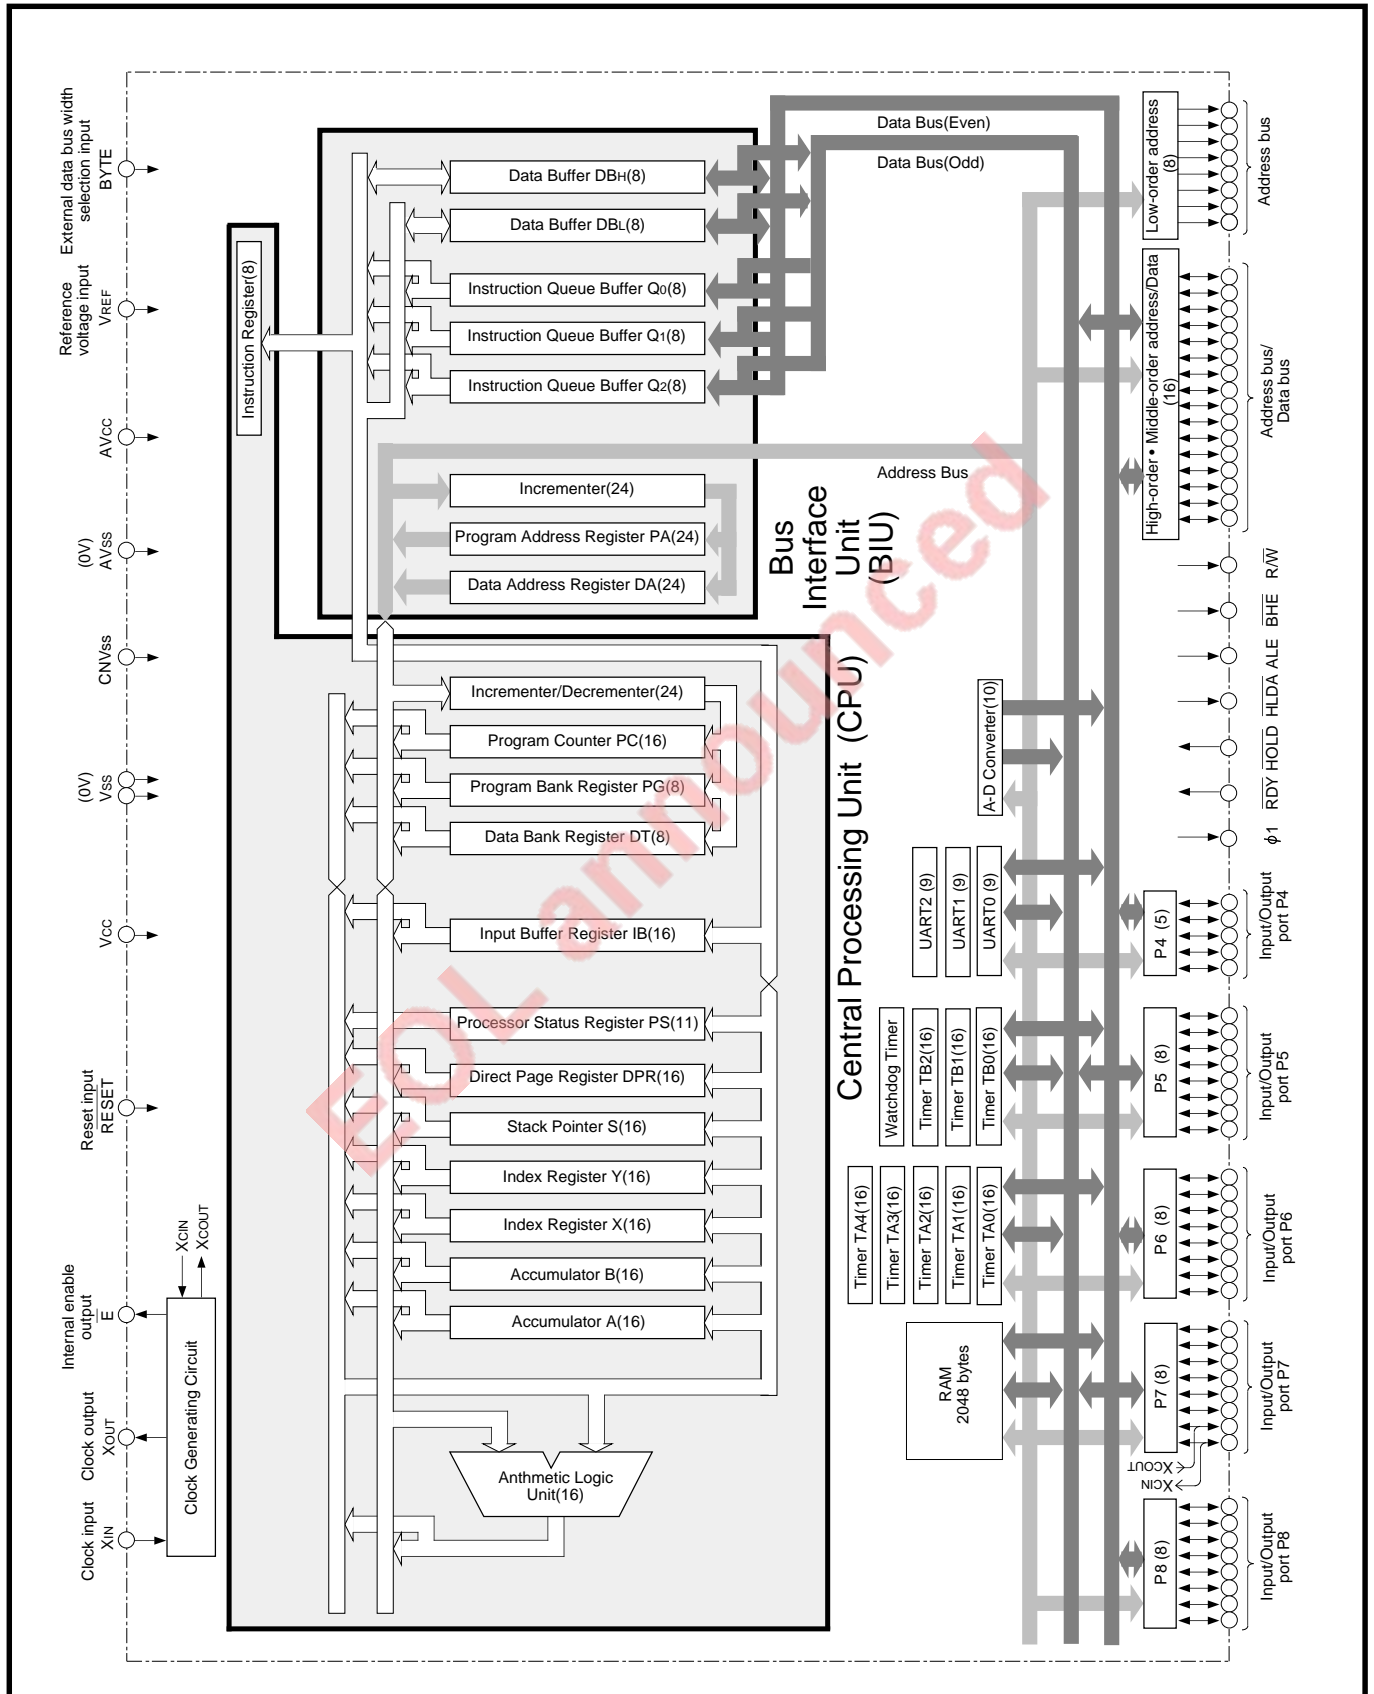 External data bus width
selection input
BYTE
Reference
voltage input
VREF
AVCC
(0V)
AVSS
CNVSS
(0V)
VSS
VCC
Reset input
RESET
Internal enable
output
E
Clock output
XOUT
Clock input
XIN
XCIN
XCOUT
Clock Generating Circuit
Instruction Register(8)
Data Buffer DBH(8)
Data Buffer DBL(8)
Instruction Queue Buffer Q0(8)
Instruction Queue Buffer Q1(8)
Instruction Queue Buffer Q2(8)
Incrementer(24)
Program Address Register PA(24)
Data Address Register DA(24)
Bus
Interface
Unit
(BIU)
Incrementer/Decrementer(24)
Program Counter PC(16)
Program Bank Register PG(8)
Data Bank Register DT(8)
Input Buffer Register IB(16)
Processor Status Register PS(11)
Direct Page Register DPR(16)
Stack Pointer S(16)
Index Register Y(16)
Index Register X(16)
Accumulator B(16)
Accumulator A(16)
Anthmetic Logic
Unit(16)
Central Processing Unit (CPU)
Data Bus(Even)
Data Bus(Odd)
Address Bus
A-D Converter(10)
UART2 (9)
UART1 (9)
UART0 (9)
Watchdog Timer
Timer TB2(16)
Timer TB1(16)
Timer TB0(16)
Timer TA4(16)
Timer TA3(16)
Timer TA2(16)
Timer TA1(16)
Timer TA0(16)
RAM
2048 bytes
Low-order address
(8)
Address bus
High-order • Middle-order address/Data
(16)
Address bus/
Data bus
R/W
BHE
ALE
HLDA
HOLD
RDY
ϕ1
P4 (5)
Input/Output
port P4
P5 (8)
Input/Output
port P5
P6 (8)
Input/Output
port P6
P7 (8)
Input/Output
port P7
XCOUT
XCIN
P8 (8)
Input/Output
port P8
EOL announced